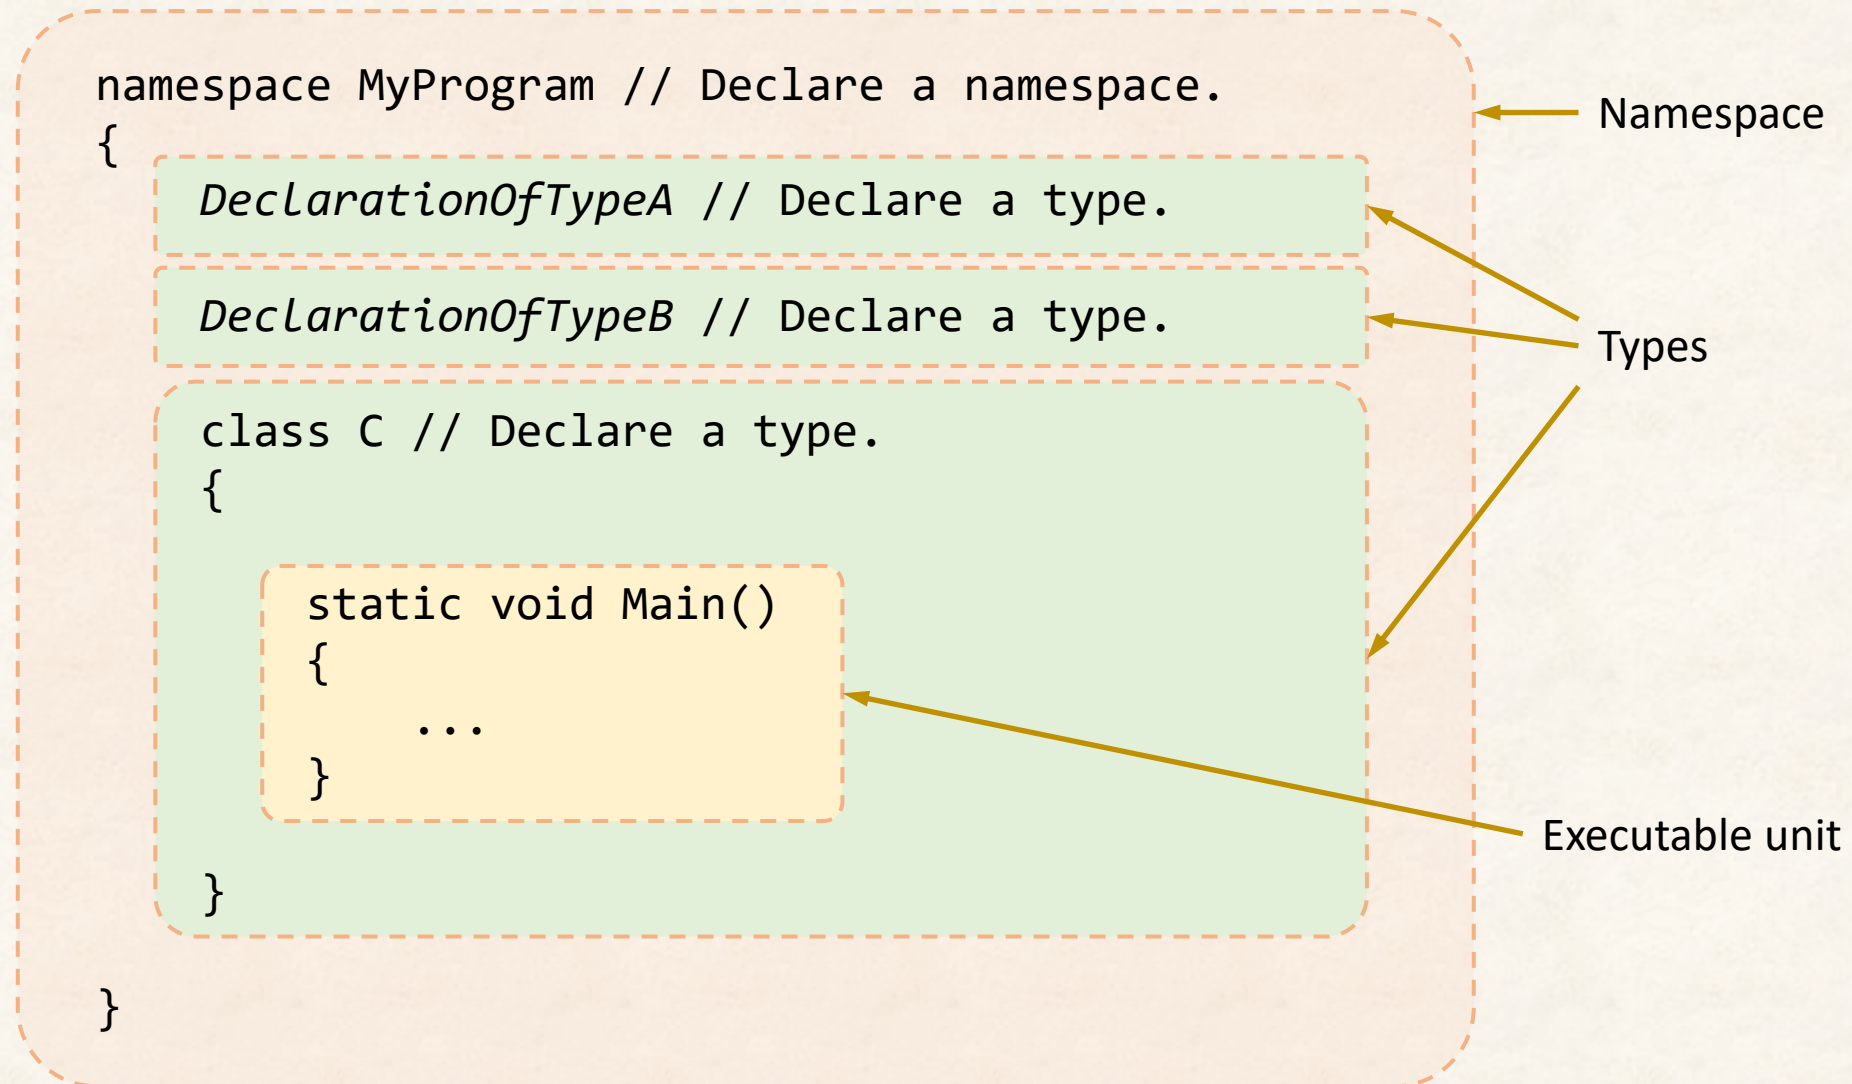 namespace MyProgram // Declare a namespace.
{
DeclarationOfTypeA // Declare a type.
DeclarationOfTypeB // Declare a type.
class C // Declare a type.
{
static void Main()
{
...
}
}
}
Namespace
Types
Executable unit